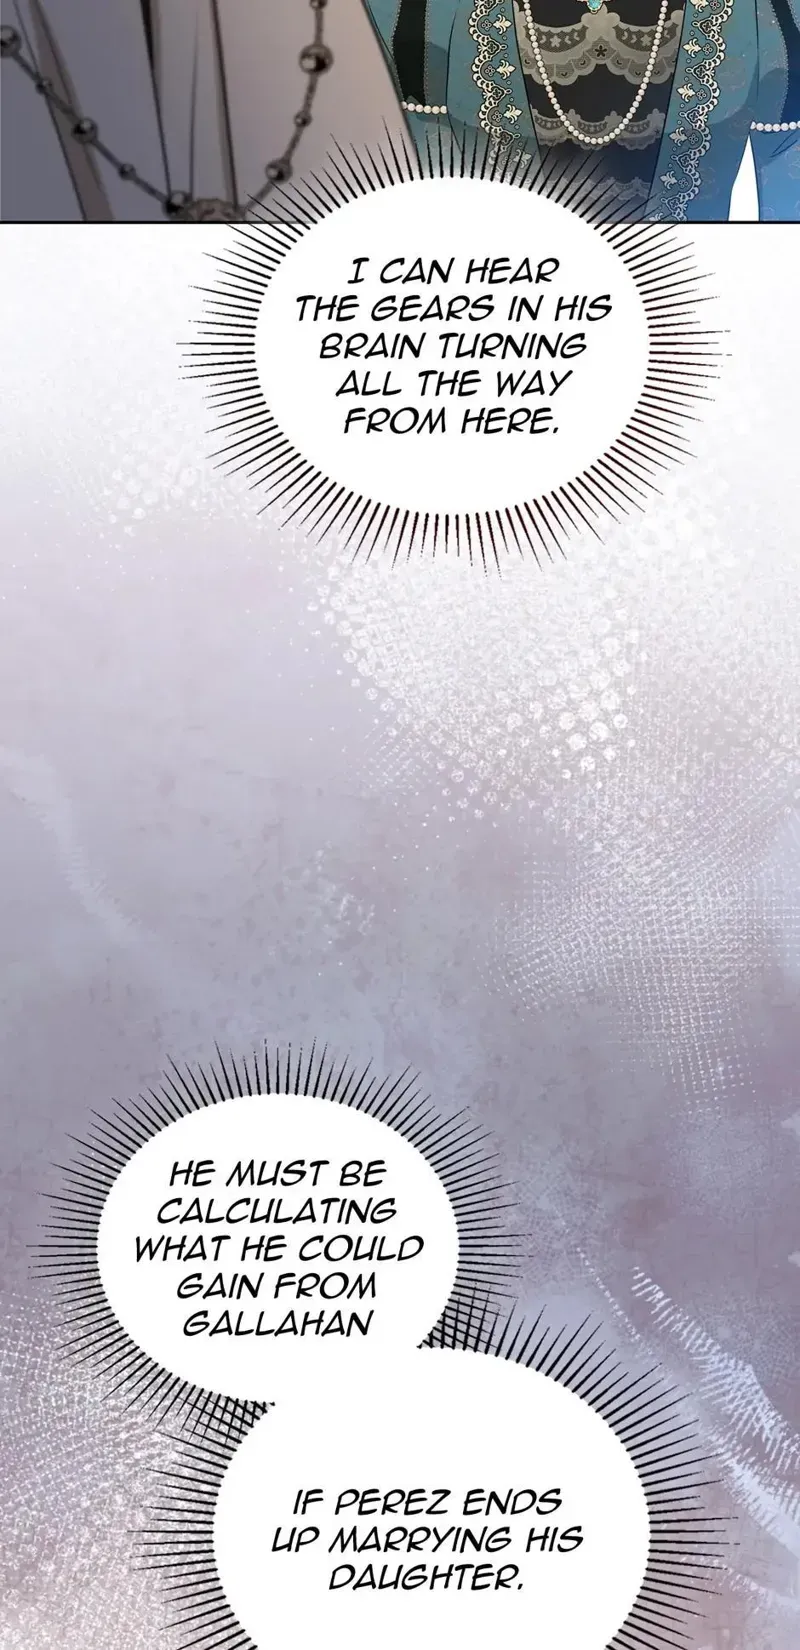 I CAN HEAR
THE GEARS IN HIS
BRAIN TURNING
ALL THE WAY
FROM HERE.
HE MUST BE
CALCULATING
WHAT HE COULD
GAIN FROM
GALLAHAN
IF PEREZ ENDS
UP MARRYING HIS
DAUGHTER.